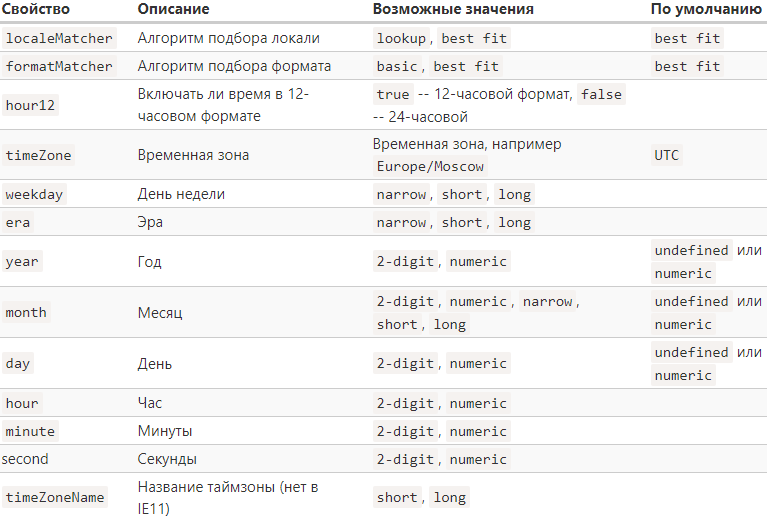 Свойство Описание Возможные значения По умолчанию
localeMatcher Алгоритм подбора локали lookup, best fit best fit
formatMatcher Алгоритм подбора формата basic, best fit best fit
hour12 Включать ли время в 12-часовом формате true -- 12-часовой формат, false -- 24-часовой
timeZone Временная зона Временная зона, например Europe/Moscow UTC
weekday День недели narrow, short, long
era Эра narrow, short, long
year Год 2-digit, numeric undefined или numeric
month Месяц 2-digit, numeric, narrow, short, long undefined или numeric
day День 2-digit, numeric undefined или numeric
hour Час 2-digit, numeric
minute Минуты 2-digit, numeric
second Секунды 2-digit, numeric
timeZoneName Название таймзоны (нет в IE11) short, long